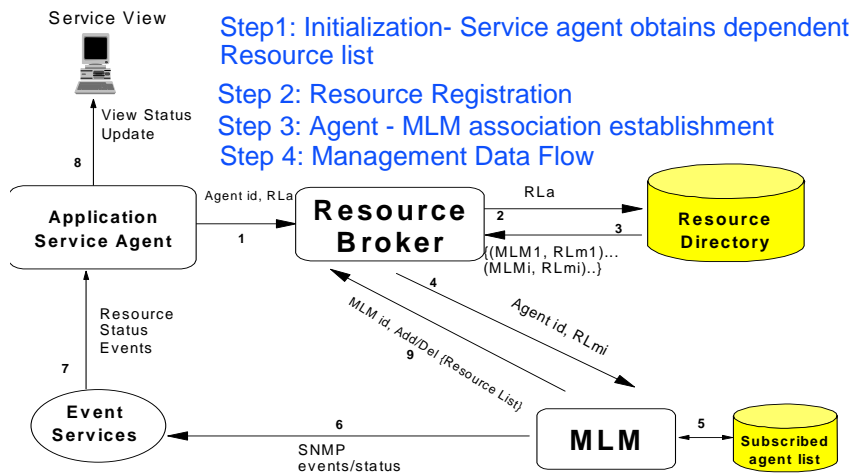 Service View
Step1: Initialization- Service agent obtains dependent
Resource list
Step 2: Resource Registration
Step 3: Agent - MLM association establishment
Step 4: Management Data Flow
View Status
Update
8
Application
Service Agent
Agent id, RLa
1
Resource
Broker
RLa
2
3
{(MLM1, RLm1)...
(MLMi, RLmi)..}
Resource
Directory
4
Agent id, RLmi
MLM id, Add/Del {Resource List}
9
Resource
Status
Events
7
Event
Services
6
SNMP
events/status
MLM
5
Subscribed
agent list